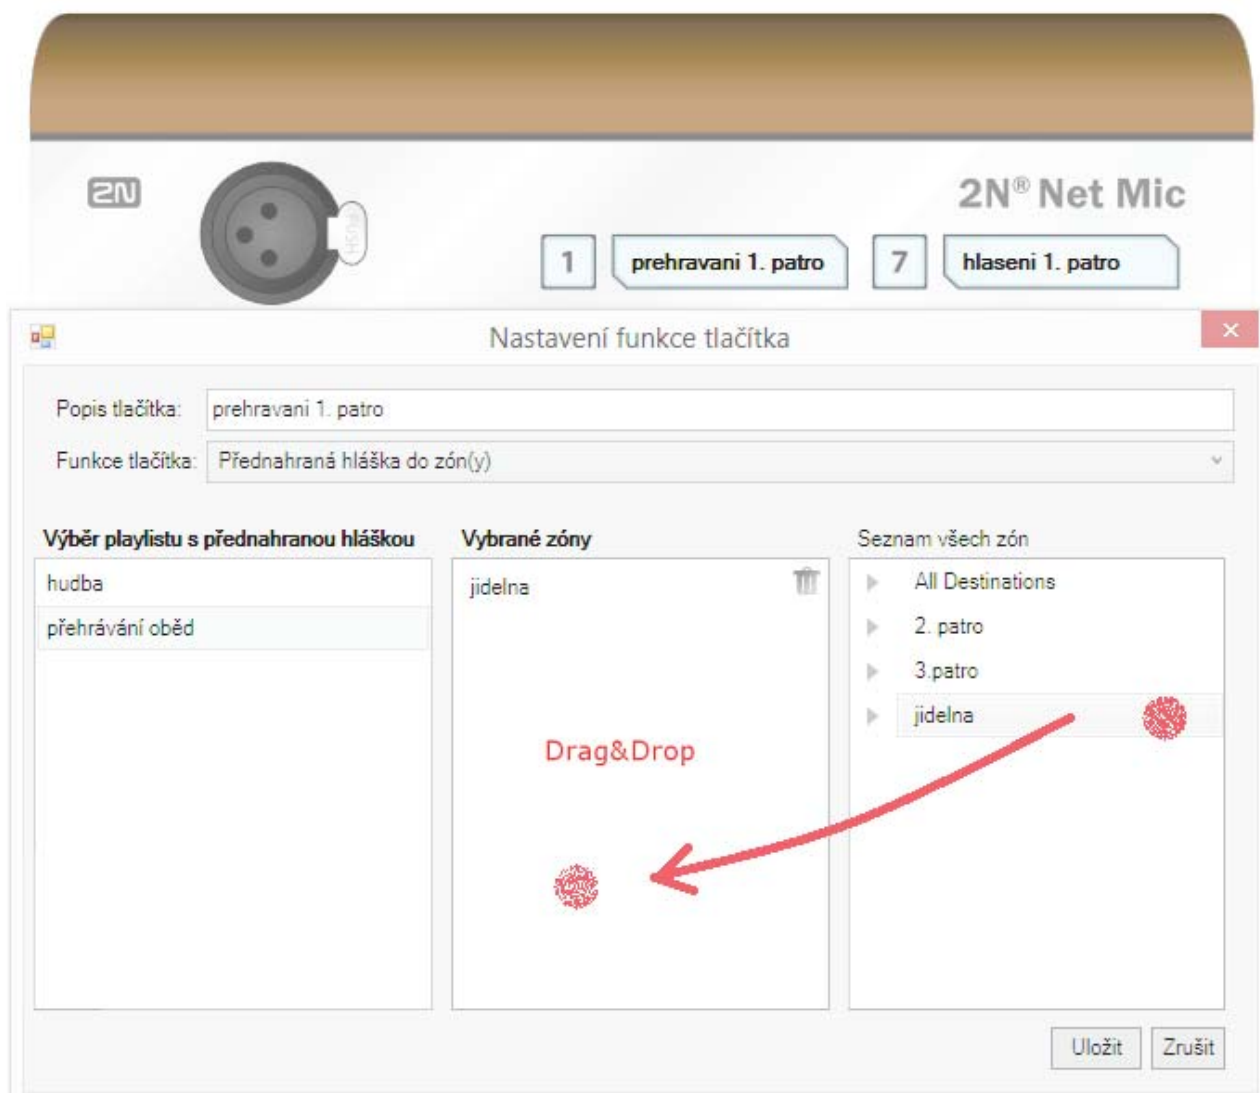 2N
PUSH
2N® Net Mic
1
prehravani 1. patro
7
hlaseni 1. patro
Nastavení funkce tlačítka
Popis tlačítka:
prehravani 1. patro
Funkce tlačítka:
Přednahraná hláška do zón(y)
Výběr playlistu s přednahranou hláškou
hudba
přehrávání oběd
Vybrané zóny
jidelna
Drag&Drop
Seznam všech zón
All Destinations
2. patro
3.patro
jidelna
Uložit
Zrušit